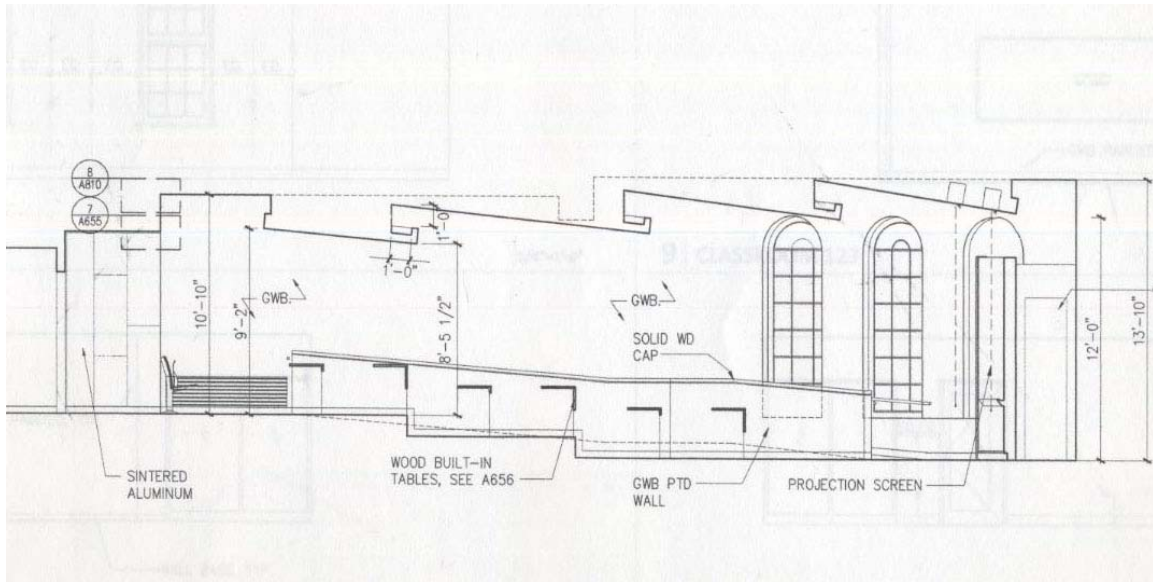 8
A810
7
A655
1'-0"
1'-0"
9 CLASSROOM 123
GWB.
GWB.
10'-10"
9'-2"
8'-5 1/2"
SOLID WD
CAP
12'-0"
13'-10"
SINTERED
ALUMINUM
WOOD BUILT-IN
TABLES, SEE A656
GWB PTD
WALL
PROJECTION SCREEN